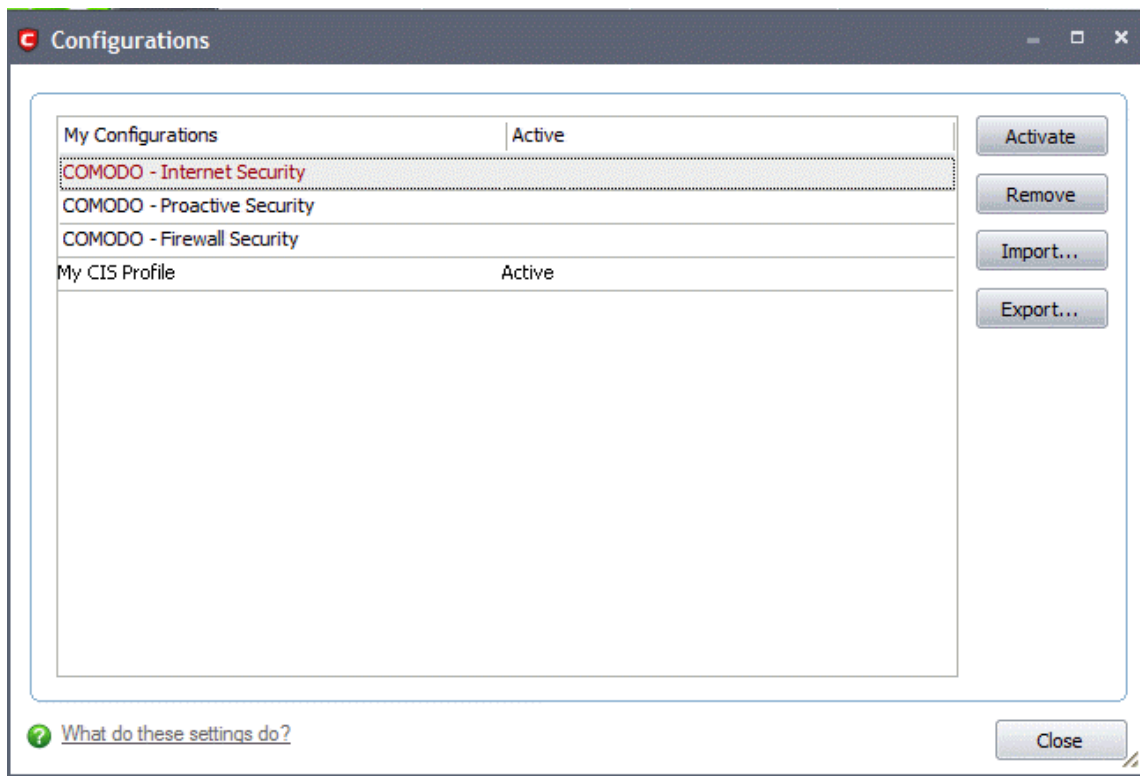 Configurations
My Configurations Active
COMODO - Internet Security
COMODO - Proactive Security
COMODO - Firewall Security
My CIS Profile Active
Activate
Remove
Import...
Export...
What do these settings do?
Close